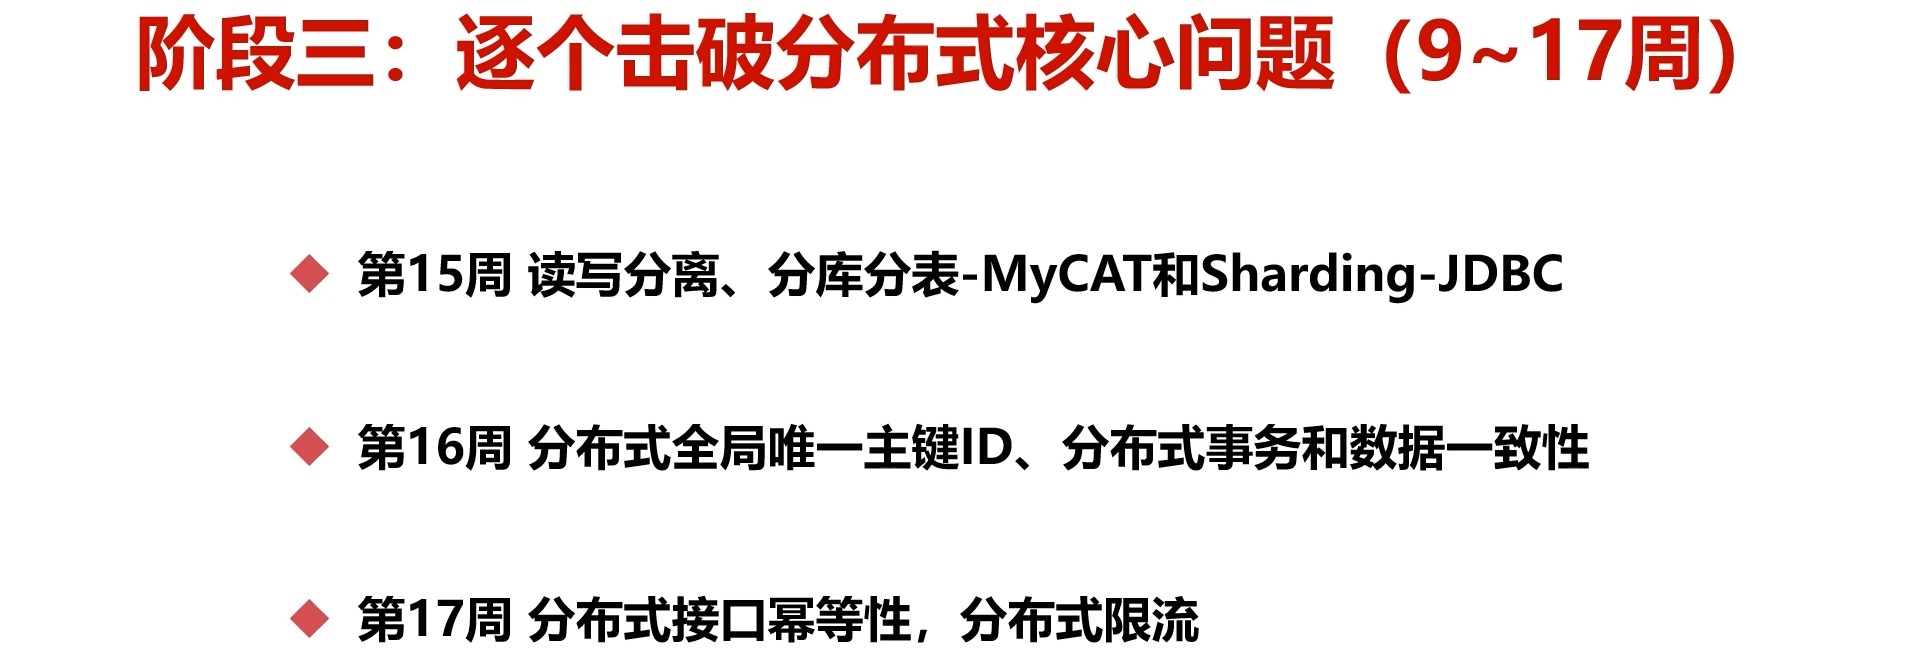 阶段三：逐个击破分布式核心问题（9~17周）
第15周 读写分离、分库分表-MyCAT和Sharding-JDBC
第16周 分布式全局唯一主键ID、分布式事务和数据一致性
第17周 分布式接口幂等性，分布式限流